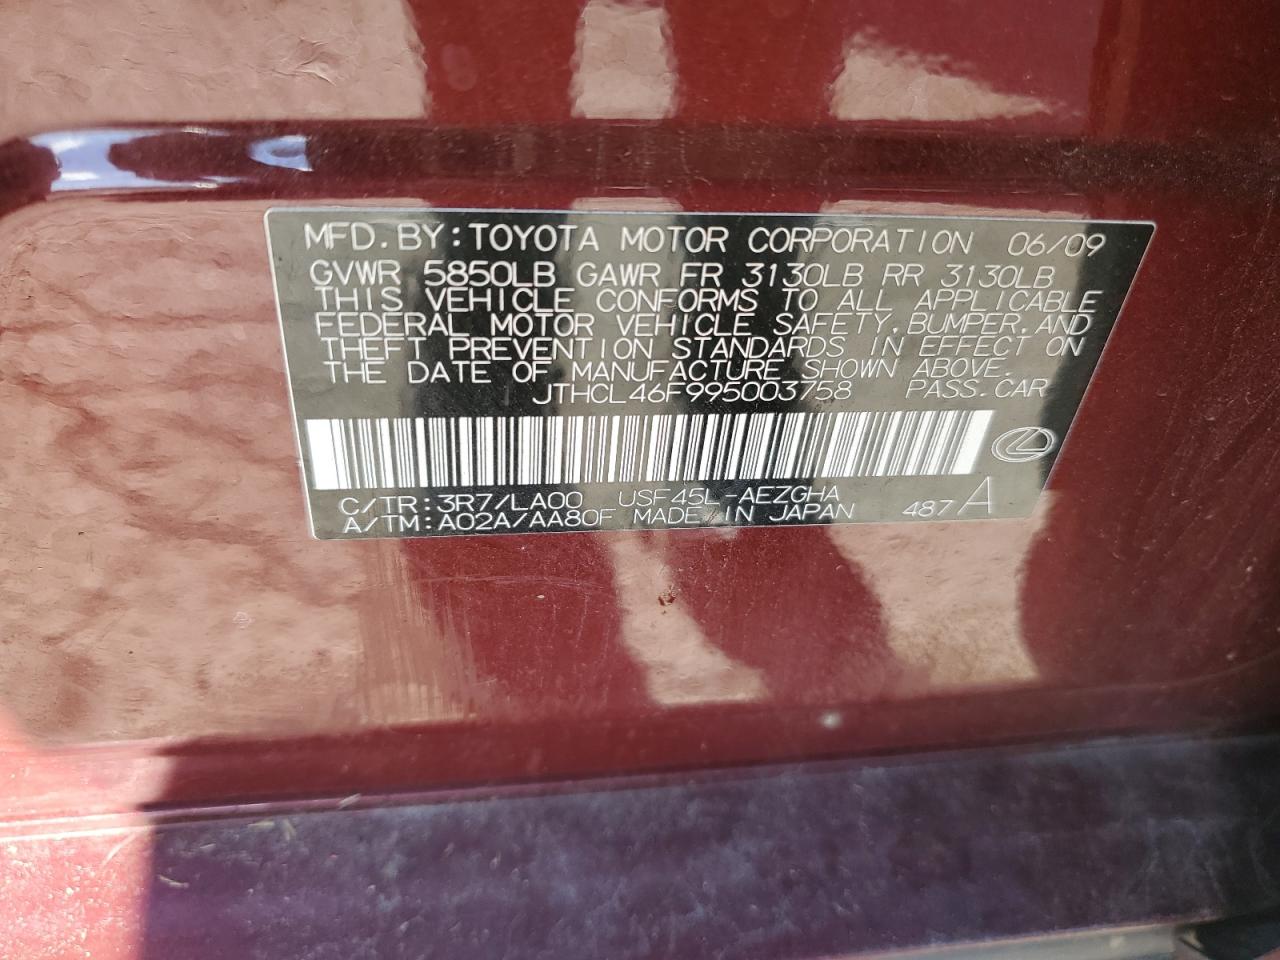 MFD.BY:TOYOTA MOTOR CORPORATION 06/09
GVWR 5850LB GAWR FR 3130LB RR 3130LB
THIS VEHICLE CONFORMS TO ALL APPLICABLE
FEDERAL MOTOR VEHICLE SAFETY,BUMPER,AND
THEFT PREVENTION STANDARDS IN EFFECT ON
THE DATE OF MANUFACTURE SHOWN ABOVE.
JTHCL46F995003758 PASS.CAR
C/TR:3R7/LA00 USF45L-AEZGHA
A/TM:A02A/AA80F MADE IN JAPAN 487 A